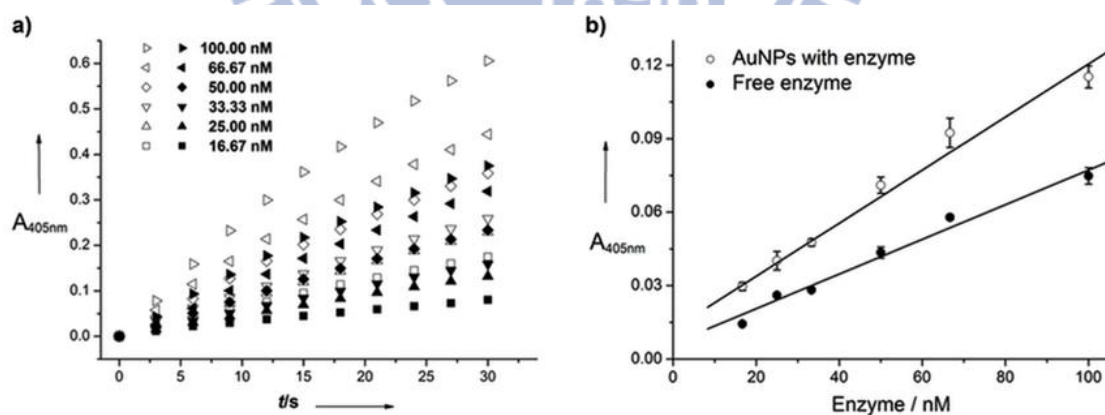 a)
0.6
0.5
0.4
0.3
0.2
0.1
0.0
A405nm
100.00 nM
66.67 nM
50.00 nM
33.33 nM
25.00 nM
16.67 nM
0 5 10 15 20 25 30
t/s
b)
0.12
0.09
0.06
0.03
0.00
A405nm
AuNPs with enzyme
Free enzyme
0 20 40 60 80 100
Enzyme / nM